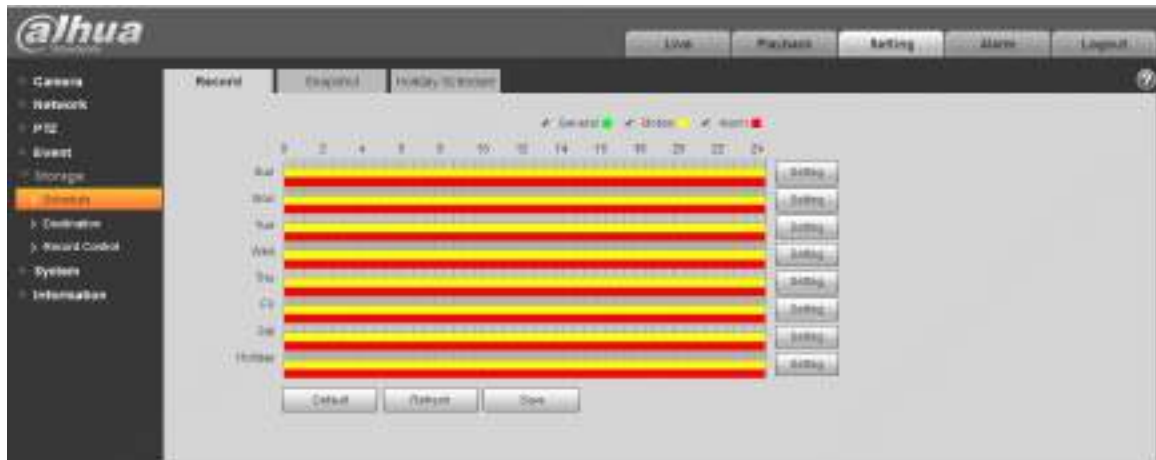 alhua
Live Playback Setting Alarm Logout
Camera Record Snapshot Holiday Schedule
Network
PTZ General Motion Alarm
Event 0 2 4 6 8 10 12 14 16 18 20 22 24
Storage Sun Setting
Schedule Mon Setting
Destination Tue Setting
Record Control Wed Setting
System Thu Setting
Information Fri Setting
Sat Setting
Holiday Setting
Default Refresh Save